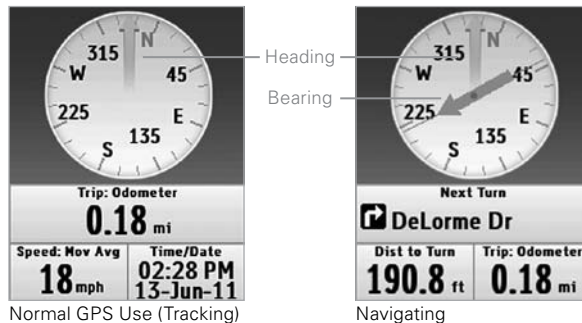 315
N
W
45
225
E
S
135
Trip: Odometer
0.18 mi
Speed: Mov Avg
18 mph
Time/Date
02:28 PM
13-Jun-11
Normal GPS Use (Tracking)
Heading
Bearing
315
N
W
45
225
E
S
135
Next Turn
DeLorme Dr
Dist to Turn
190.8 ft
Trip: Odometer
0.18 mi
Navigating